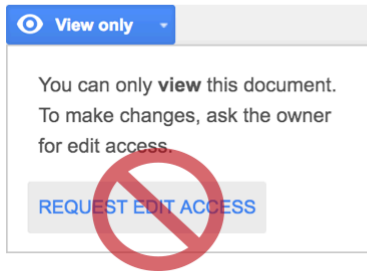 View only
You can only view this document.
To make changes, ask the owner
for edit access.
REQUEST EDIT ACCESS